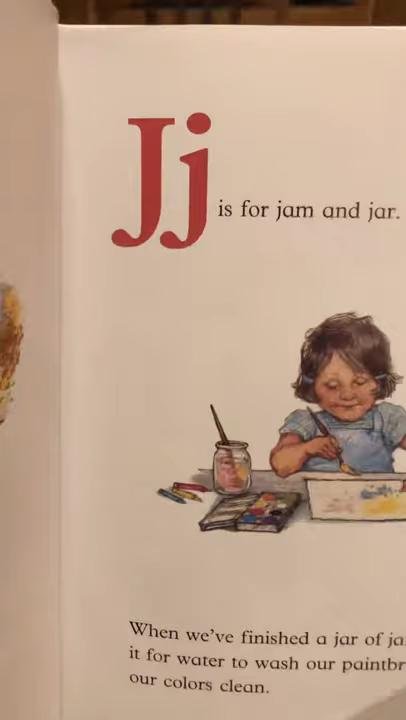 Jj is for jam and jar.
When we've finished a jar of
it for water to wash our
our colors clean.